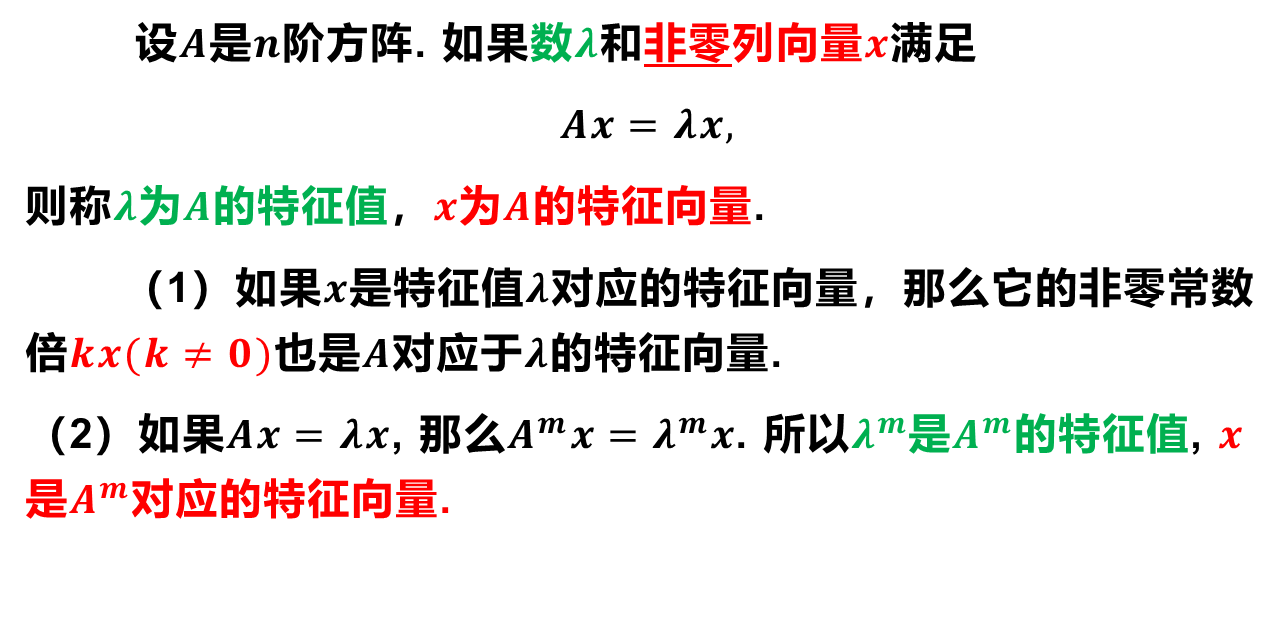 设A是n阶方阵. 如果数λ和非零列向量x满足
Ax = λx,
则称λ为A的特征值，x为A的特征向量.
（1）如果x是特征值λ对应的特征向量，那么它的非零常数
倍kx(k ≠ 0)也是A对应于λ的特征向量.
（2）如果Ax = λx, 那么Aᵐx = λᵐx. 所以λᵐ是Aᵐ的特征值, x
是Aᵐ对应的特征向量.